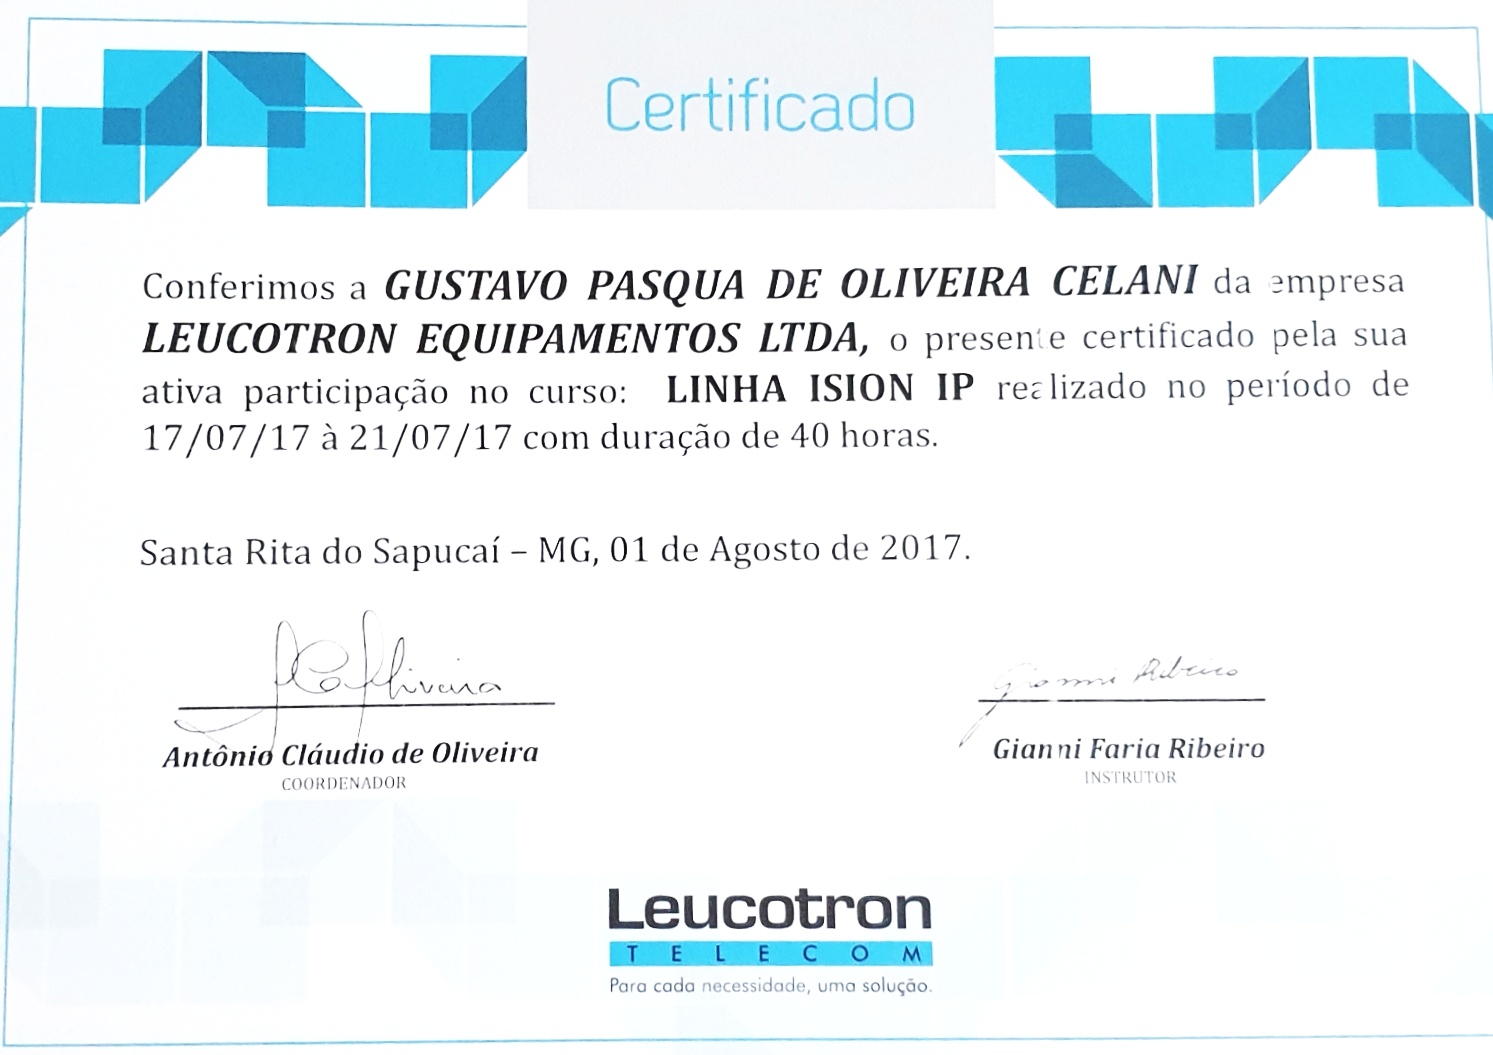 Certificado
Conferimos a GUSTAVO PASQUA DE OLIVEIRA CELANI da empresa
LEUCOTRON EQUIPAMENTOS LTDA, o presente certificado pela sua
ativa participação no curso: LINHA ISION IP realizado no período de
17/07/17 à 21/07/17 com duração de 40 horas.
Santa Rita do Sapucaí – MG, 01 de Agosto de 2017.
Gianni Ribeiro
Antônio Cláudio de Oliveira
COORDENADOR
Gianni Faria Ribeiro
INSTRUTOR
Leucotron
TELECOM
Para cada necessidade, uma solução.